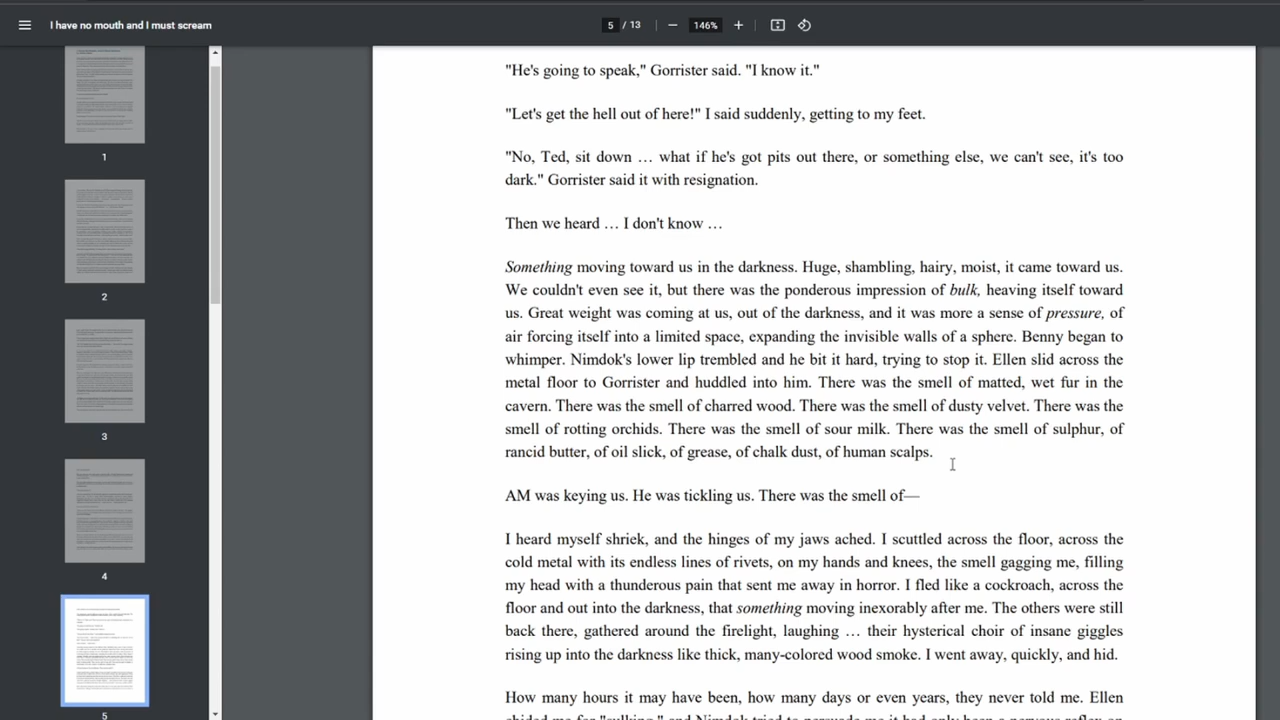 I have no mouth and I must scream
5 / 13
146%
1
2
3
4
5
"He's going to speak," Gorrister said. "I know it."
"Let's get the hell out of here!" I said suddenly, getting to my feet.
"No, Ted, sit down … what if he's got pits out there, or something else, we can't see, it's too
dark." Gorrister said it with resignation.
Then we heard … I don't know …
Something moving toward us in the darkness. Huge, shambling, hairy, moist, it came toward us.
We couldn't even see it, but there was the ponderous impression of bulk, heaving itself toward
us. Great weight was coming at us, out of the darkness, and it was more a sense of pressure, of
air forcing itself into a limited space, expanding the invisible walls of a sphere. Benny began to
whimper. Nimdok's lower lip trembled and he bit it hard, trying to stop it. Ellen slid across the
metal floor to Gorrister and huddled into him. There was the smell of matted, wet fur in the
cavern. There was the smell of charred wood. There was the smell of dusty velvet. There was the
smell of rotting orchids. There was the smell of sour milk. There was the smell of sulphur, of
rancid butter, of oil slick, of grease, of chalk dust, of human scalps.
AM was keying us. He was tickling us. There was the smell of—
I heard myself shriek, and the hinges of my jaws ached. I scuttled across the floor, across the
cold metal with its endless lines of rivets, on my hands and knees, the smell gagging me, filling
my head with a thunderous pain that sent me away in horror. I fled like a cockroach, across the
floor and out into the darkness, that something moving inexorably after me. The others were still
back there, gathered around the firelight, laughing … their hysterical choir of insane giggles
into the darkness like thick, many-colored wood smoke. I went away, quickly, and hid.
How many hours it may have been, how many days or even years, they never told me. Ellen
chided me for "sulking," and Nimdok tried to persuade me it had only been a nervous reflex on